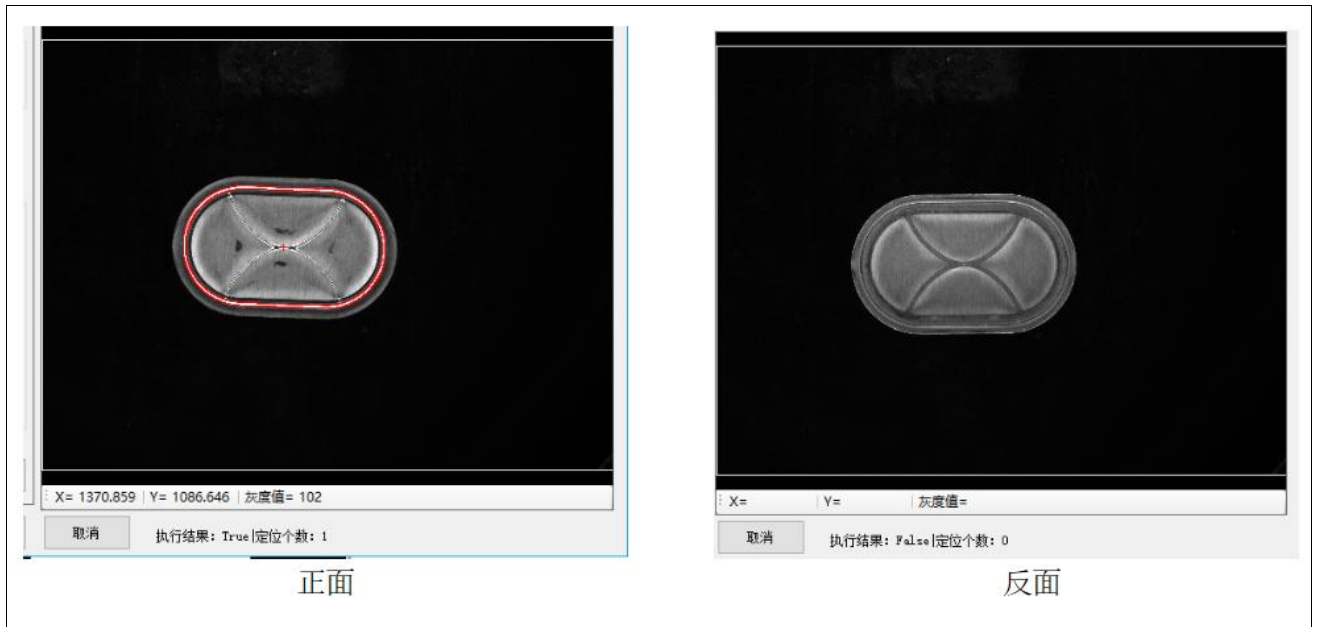 X= 1370.859 Y= 1086.646 灰度值= 102
取消 执行结果: True|定位个数: 1
正面
X= Y= 灰度值=
取消 执行结果: False|定位个数: 0
反面